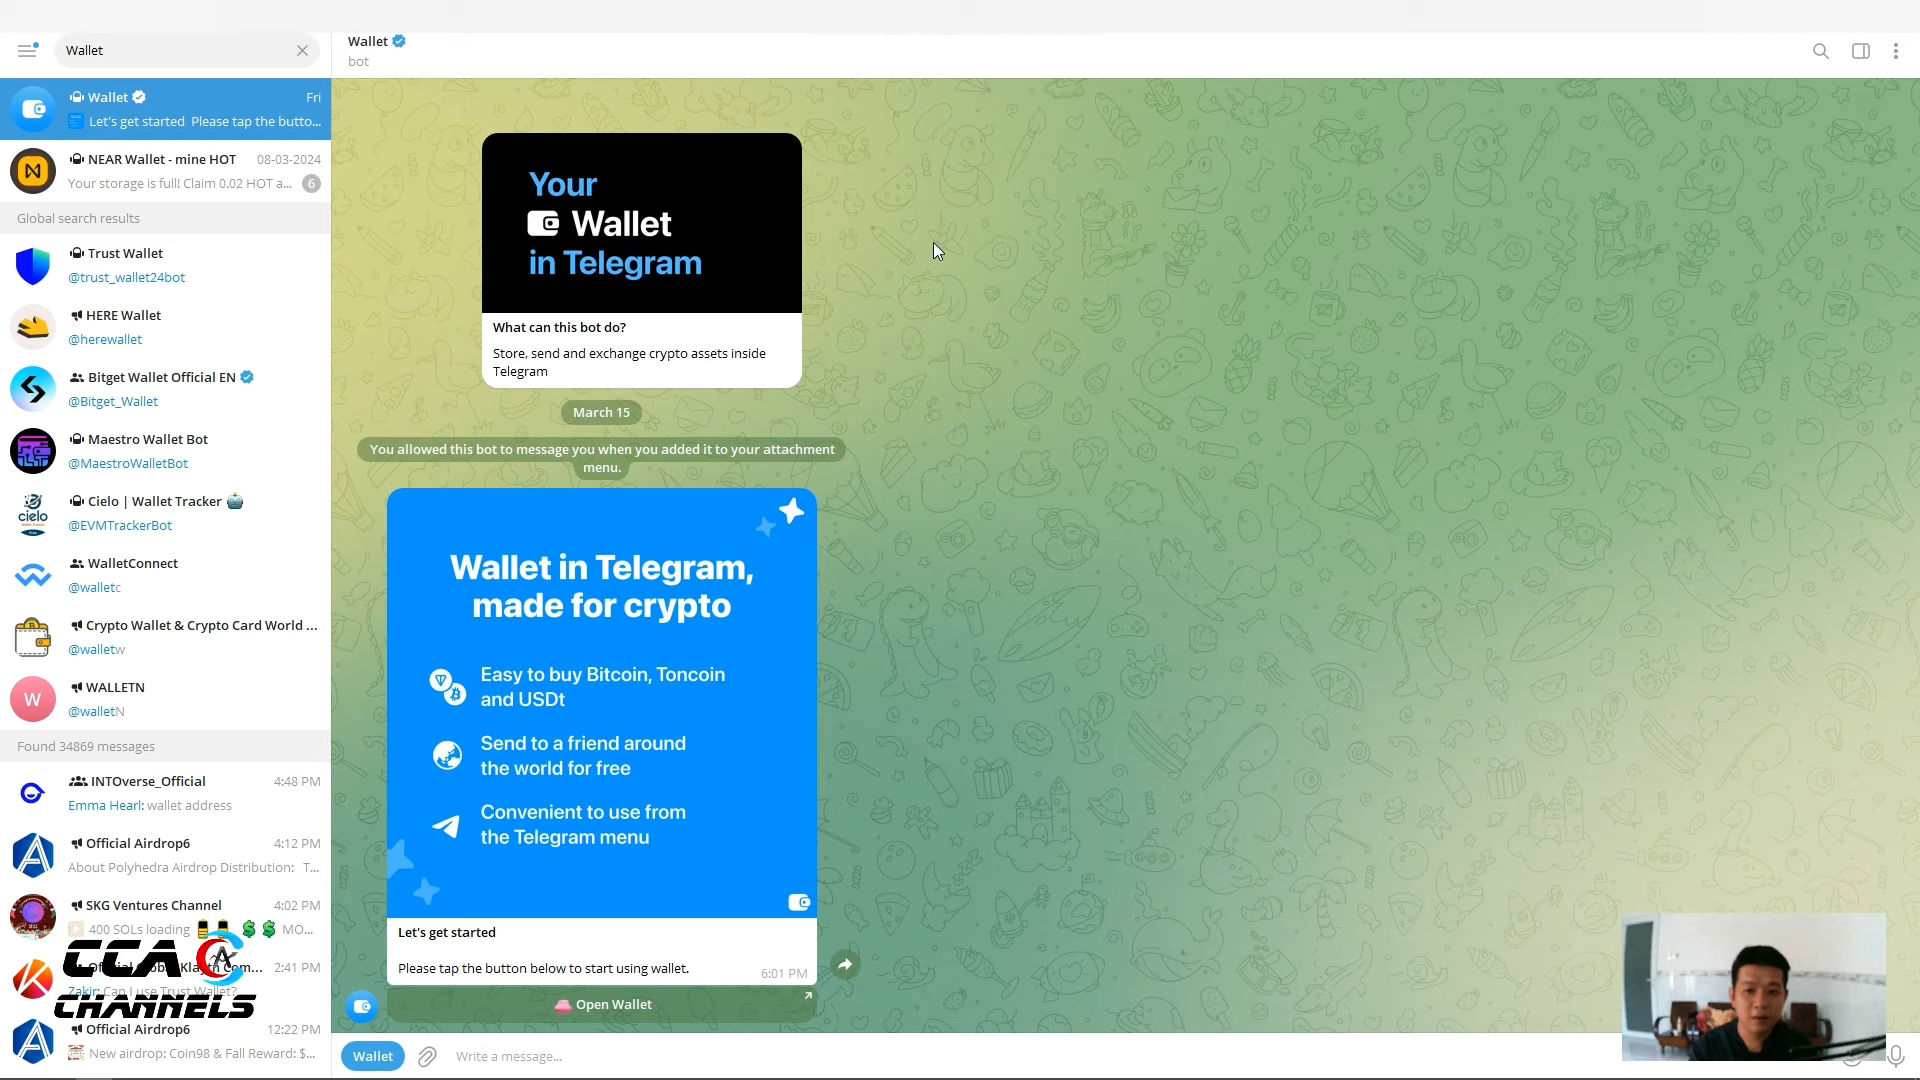 Wallet
Wallet
Fri
Let's get started Please tap the butto...
NEAR Wallet - mine HOT
08-03-2024
Your storage is full! Claim 0.02 HOT a...
6
Global search results
Trust Wallet
@trust_wallet24bot
HERE Wallet
@herewallet
Bitget Wallet Official EN
@Bitget_Wallet
Maestro Wallet Bot
@MaestroWalletBot
Cielo | Wallet Tracker
@EVMTrackerBot
cielo
WalletConnect
@walletc
Crypto Wallet & Crypto Card World ...
@walletw
W
WALLETN
@walletN
Found 34869 messages
INTOverse_Official
4:48 PM
Emma Hearl: wallet address
Official Airdrop6
4:12 PM
About Polyhedra Airdrop Distribution: T...
SKG Ventures Channel
4:02 PM
400 SOLs loading MO...
2:41 PM
Zakir: Can I use Trust Wallet?
CCA
CHANNELS
Official Airdrop6
12:22 PM
New airdrop: Coin98 & Fall Reward: $...
Wallet
bot
Your
Wallet
in Telegram
What can this bot do?
Store, send and exchange crypto assets inside
Telegram
March 15
You allowed this bot to message you when you added it to your attachment
menu.
Wallet in Telegram,
made for crypto
Easy to buy Bitcoin, Toncoin
and USDt
Send to a friend around
the world for free
Convenient to use from
the Telegram menu
Let's get started
Please tap the button below to start using wallet.
6:01 PM
Open Wallet
Wallet
Write a message...